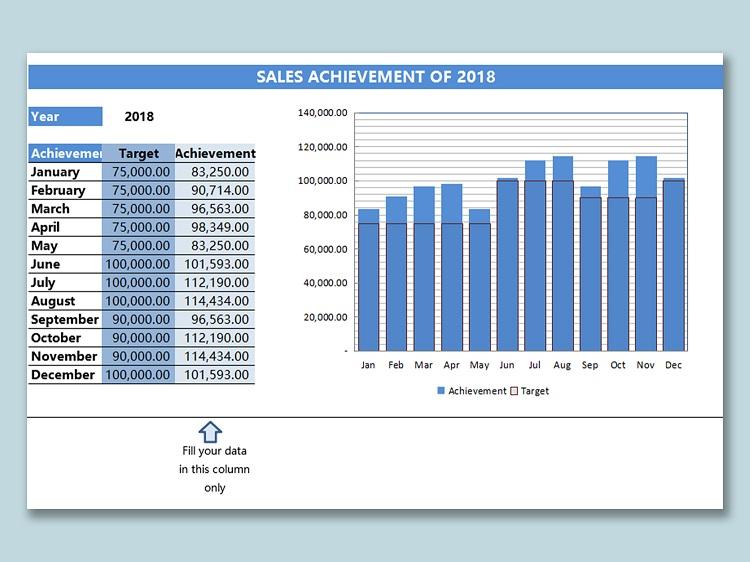 SALES ACHIEVEMENT OF 2018
Year 2018
Achievemen Target Achievement
January 75,000.00 83,250.00
February 75,000.00 90,714.00
March 75,000.00 96,563.00
April 75,000.00 98,349.00
May 75,000.00 83,250.00
June 100,000.00 101,593.00
July 100,000.00 112,190.00
August 100,000.00 114,434.00
September 90,000.00 96,563.00
October 90,000.00 112,190.00
November 90,000.00 114,434.00
December 100,000.00 101,593.00
140,000.00
120,000.00
100,000.00
80,000.00
60,000.00
40,000.00
20,000.00
-
Jan Feb Mar Apr May Jun Jul Aug Sep Oct Nov Dec
Achievement Target
Fill your data
in this column
only